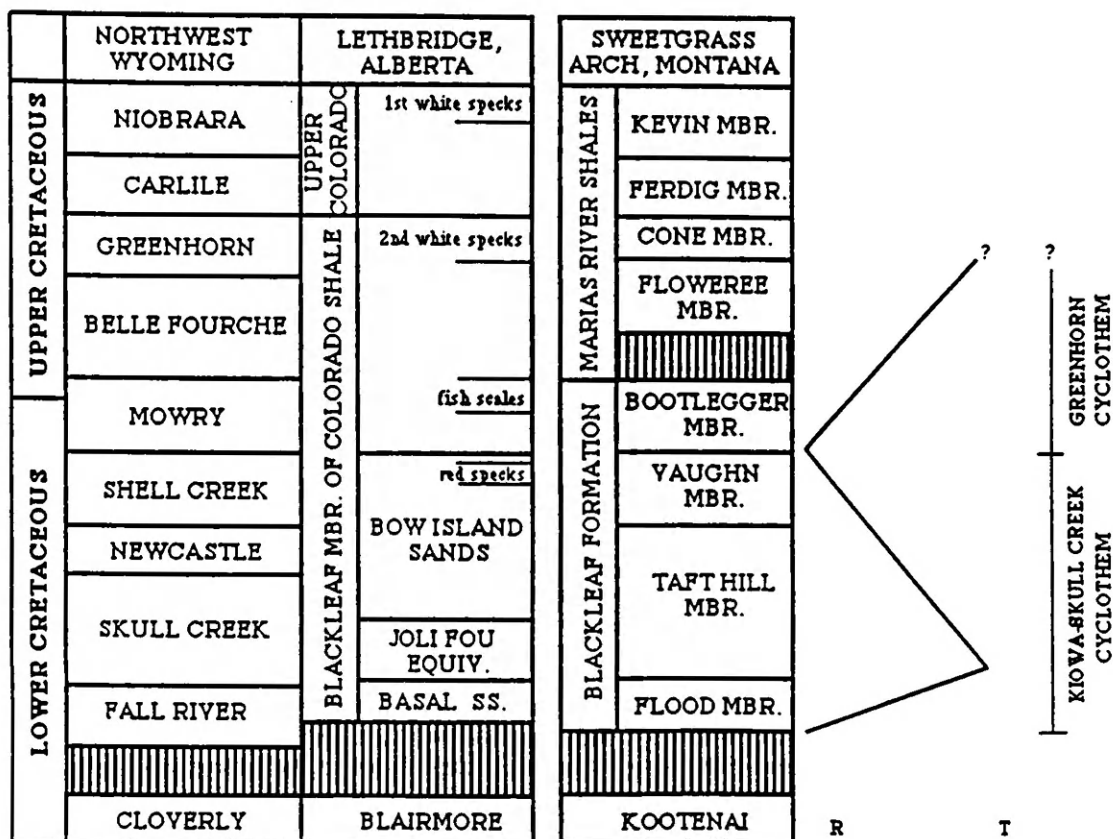 NORTHWEST
WYOMING
LETHBRIDGE,
ALBERTA
SWEETGRASS
ARCH, MONTANA
UPPER CRETACEOUS
LOWER CRETACEOUS
NIOBRARA
CARLILE
GREENHORN
BELLE FOURCHE
MOWRY
SHELL CREEK
NEWCASTLE
SKULL CREEK
FALL RIVER
CLOVERLY
UPPER
COLORADO
BLACKLEAF MBR. OF COLORADO SHALE
1st white specks
2nd white specks
fish scales
red specks
BOW ISLAND
SANDS
JOLI FOU
EQUIV.
BASAL SS.
BLAIRMORE
MARIAS RIVER SHALES
BLACKLEAF FORMATION
KEVIN MBR.
FERDIG MBR.
CONE MBR.
FLOWEREE
MBR.
BOOTLEGGER
MBR.
VAUGHN
MBR.
TAFT HILL
MBR.
FLOOD MBR.
KOOTENAI
? ?
GREENHORN
CYCLOTHEM
KIOWA-SKULL CREEK
CYCLOTHEM
R T